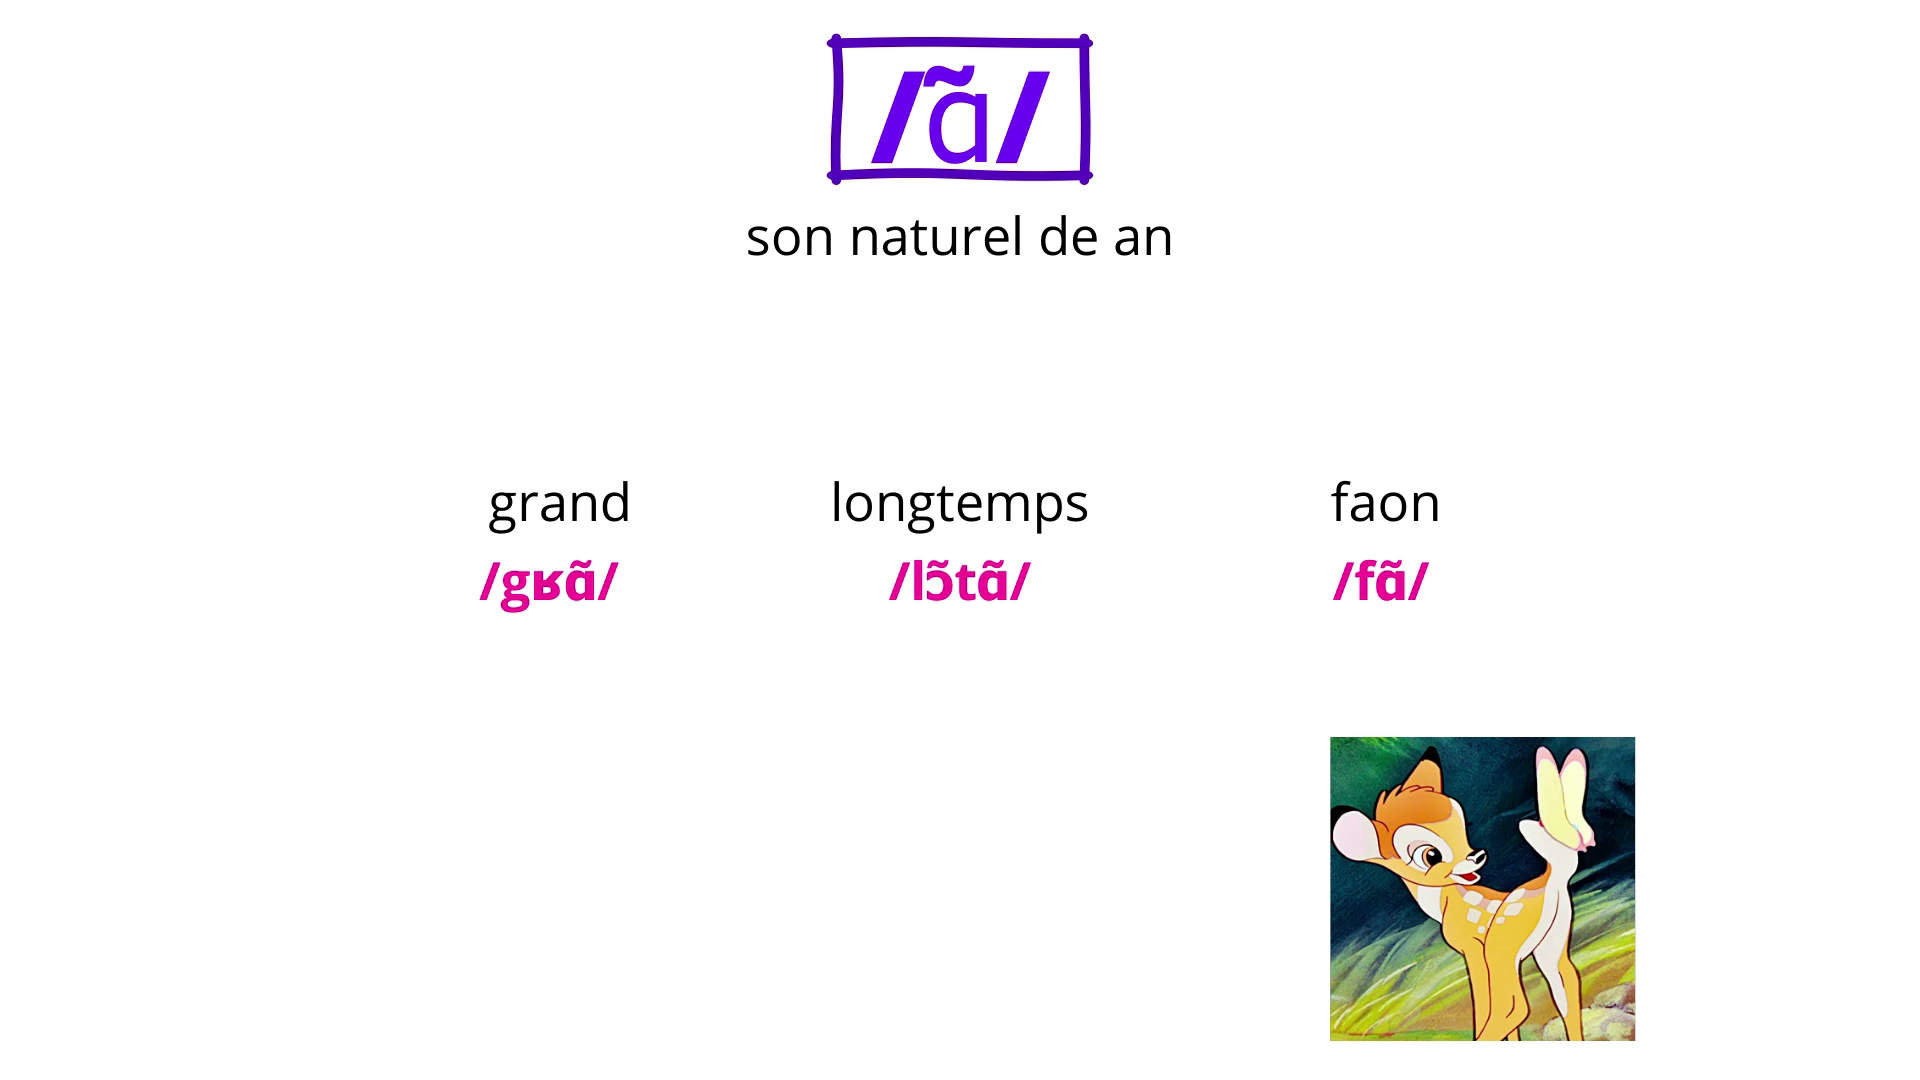 /ɑ̃/
son naturel de an
grand longtemps faon
/gʁɑ̃/ /lɔ̃tɑ̃/ /fɑ̃/